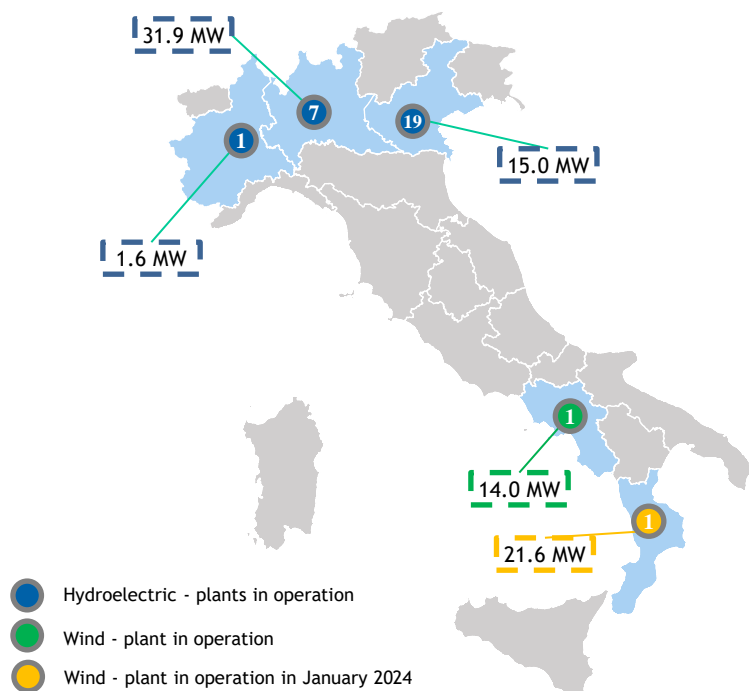 31.9 MW
7
19
1
15.0 MW
1.6 MW
1
14.0 MW
1
21.6 MW
Hydroelectric - plants in operation
Wind - plant in operation
Wind - plant in operation in January 2024